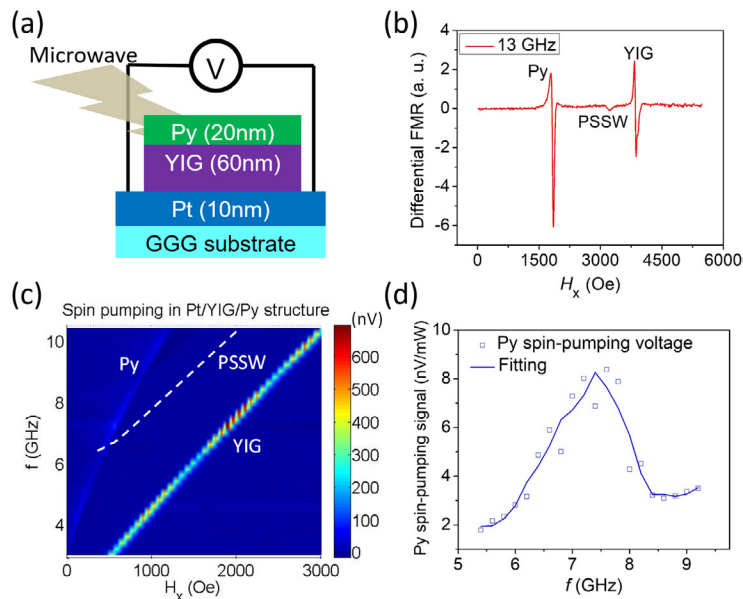 (a)
Microwave
V
Py (20nm)
YIG (60nm)
Pt (10nm)
GGG substrate
(b)
13 GHz
Py
YIG
PSSW
Differential FMR (a. u.)
4
2
0
-2
-4
-6
0 1500 3000 4500 6000
Hx (Oe)
(c)
Spin pumping in Pt/YIG/Py structure
(nV)
Py
PSSW
YIG
f (GHz)
10
8
6
4
0 1000 2000 3000
Hx (Oe)
600
500
400
300
200
100
0
(d)
Py spin-pumping voltage
Fitting
Py spin-pumping signal (nV/mW)
10
8
6
4
2
0
5 6 7 8 9
f (GHz)